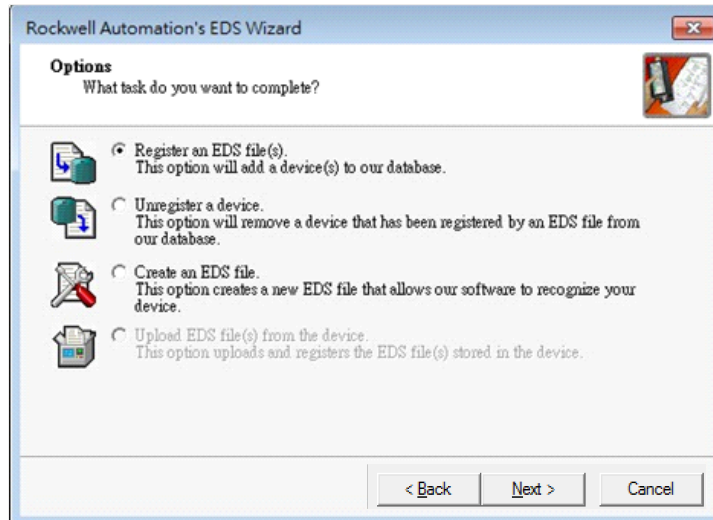 Rockwell Automation's EDS Wizard
Options
What task do you want to complete?
Register an EDS file(s).
This option will add a device(s) to our database.
Unregister a device.
This option will remove a device that has been registered by an EDS file from
our database.
Create an EDS file.
This option creates a new EDS file that allows our software to recognize your
device.
Upload EDS file(s) from the device.
This option uploads and registers the EDS file(s) stored in the device.
< Back
Next >
Cancel